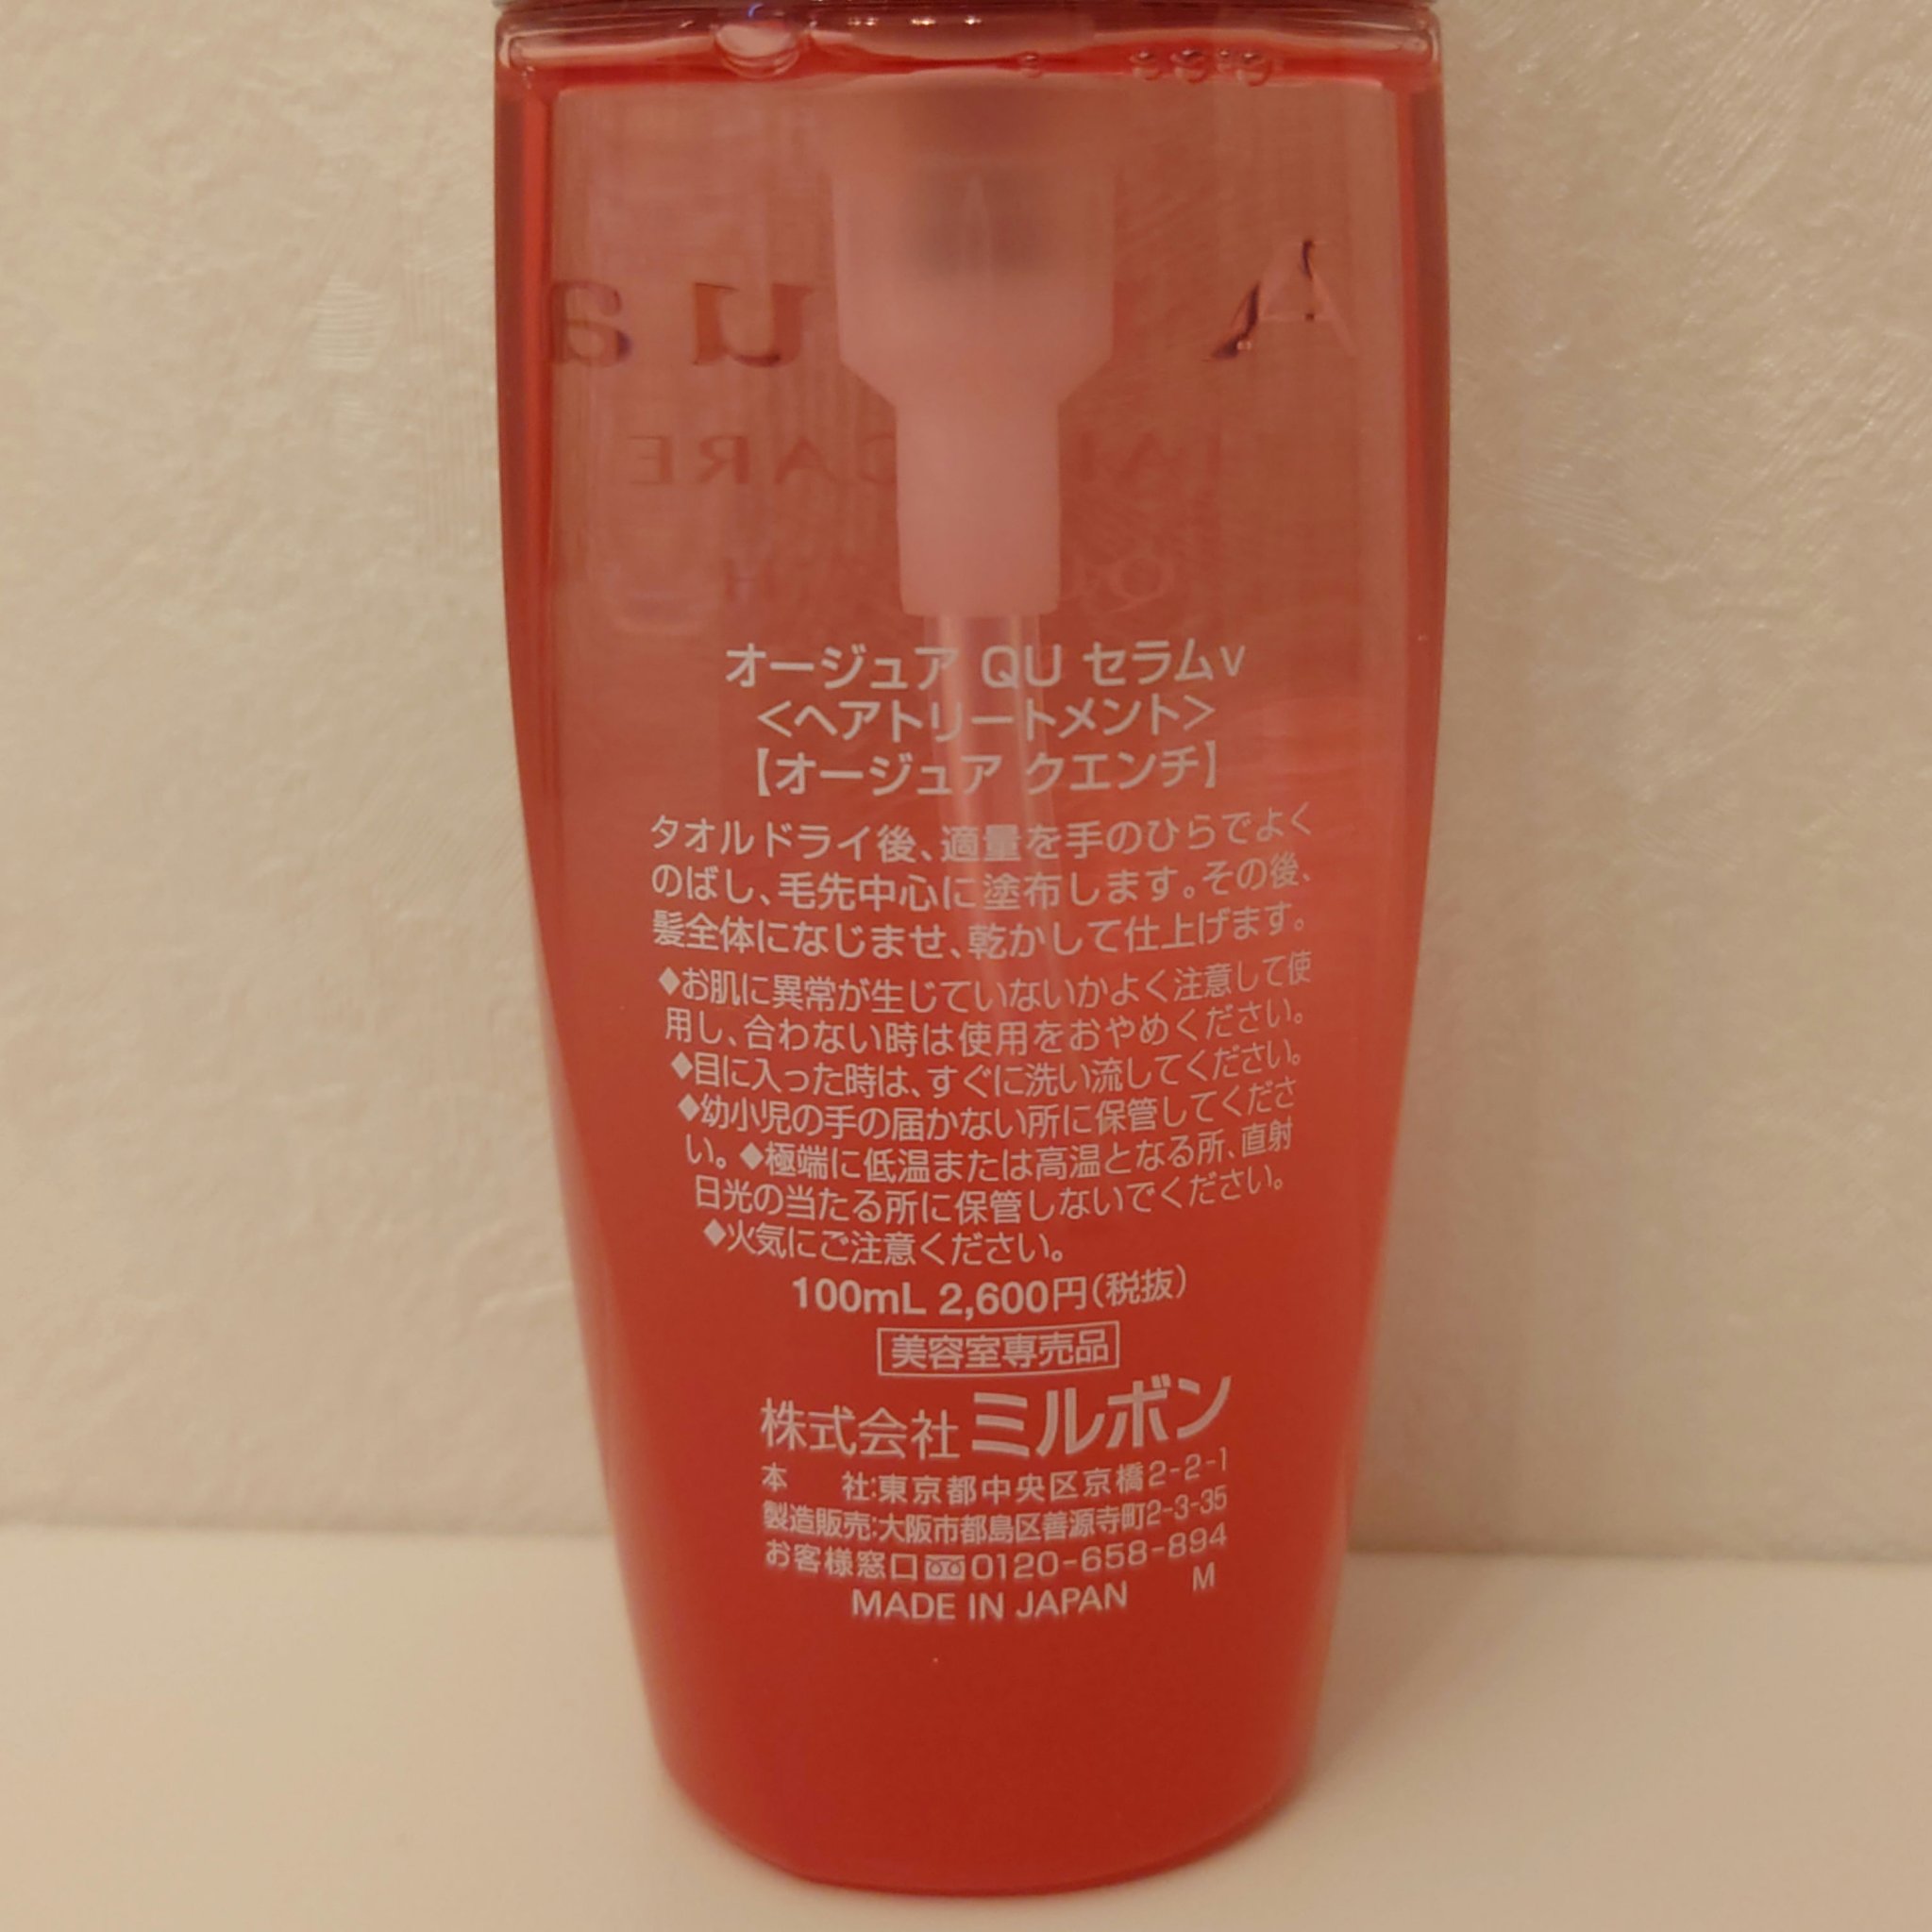 オージュア QU セラムv
<ヘアトリートメント>
【オージュア クエンチ】
タオルドライ後、適量を手のひらでよく
のばし、毛先中心に塗布します。その後、
髪全体になじませ、乾かして仕上げます。
◆お肌に異常が生じていないかよく注意して使
用し、合わない時は使用をおやめください。
◆目に入った時は、すぐに洗い流してください。
◆幼小児の手の届かない所に保管してくださ
い。◆極端に低温または高温となる所、直射
日光の当たる所に保管しないでください。
◆火気にご注意ください。
100mL 2,600円(税抜)
美容室専売品
株式会社 ミルボン
本　　社:東京都中央区京橋2-2-1
製造販売:大阪市都島区善源寺町2-3-35
お客様窓口 0120-658-894
MADE IN JAPAN M